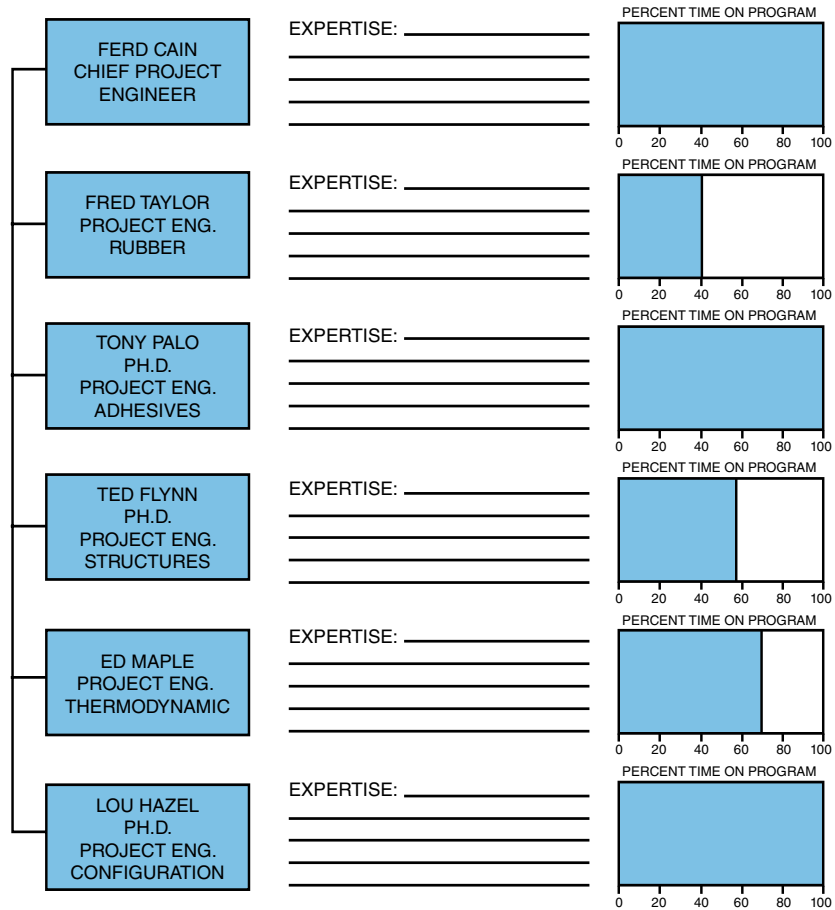 FERD CAIN
CHIEF PROJECT
ENGINEER
EXPERTISE:
PERCENT TIME ON PROGRAM
0 20 40 60 80 100
FRED TAYLOR
PROJECT ENG.
RUBBER
EXPERTISE:
PERCENT TIME ON PROGRAM
0 20 40 60 80 100
TONY PALO
PH.D.
PROJECT ENG.
ADHESIVES
EXPERTISE:
PERCENT TIME ON PROGRAM
0 20 40 60 80 100
TED FLYNN
PH.D.
PROJECT ENG.
STRUCTURES
EXPERTISE:
PERCENT TIME ON PROGRAM
0 20 40 60 80 100
ED MAPLE
PROJECT ENG.
THERMODYNAMIC
EXPERTISE:
PERCENT TIME ON PROGRAM
0 20 40 60 80 100
LOU HAZEL
PH.D.
PROJECT ENG.
CONFIGURATION
EXPERTISE:
PERCENT TIME ON PROGRAM
0 20 40 60 80 100